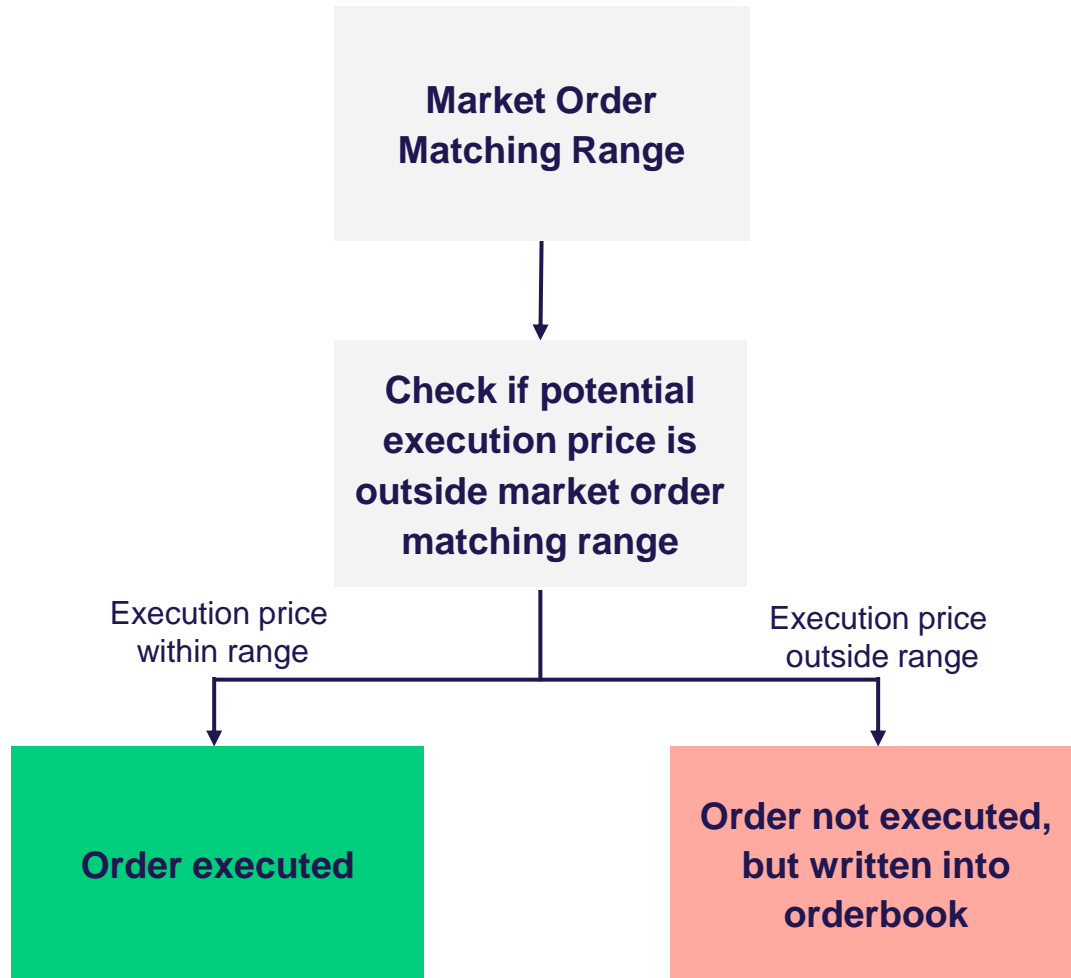 Market Order
Matching Range
Check if potential
execution price is
outside market order
matching range
Execution price
within range
Execution price
outside range
Order executed
Order not executed,
but written into
orderbook